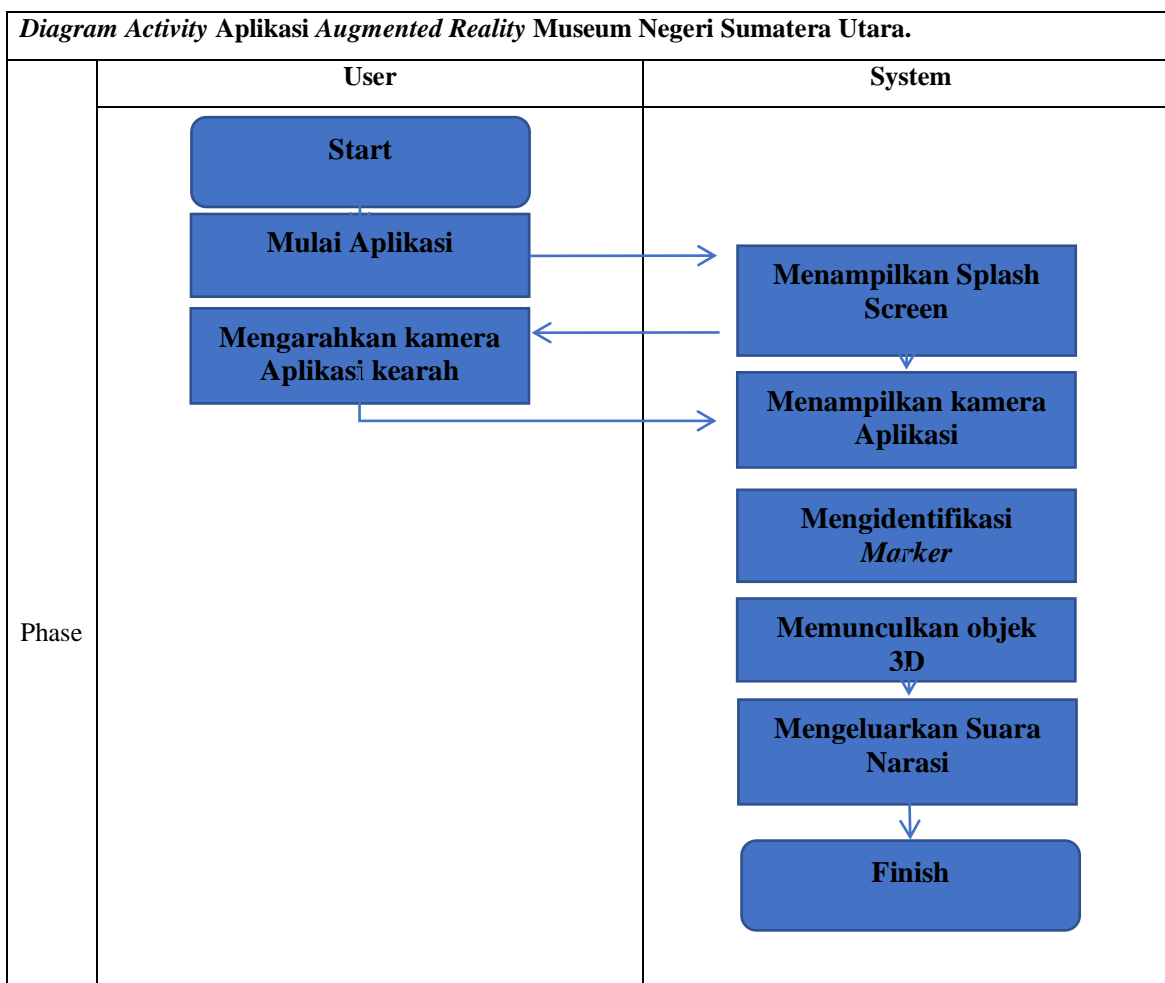 Diagram Activity Aplikasi Augmented Reality Museum Negeri Sumatera Utara.
User
System
Start
Mulai Aplikasi
Menampilkan Splash
Screen
Mengarahkan kamera
Aplikasi kearah
Menampilkan kamera
Aplikasi
Mengidentifikasi
Marker
Phase
Memunculkan objek
3D
Mengeluarkan Suara
Narasi
Finish